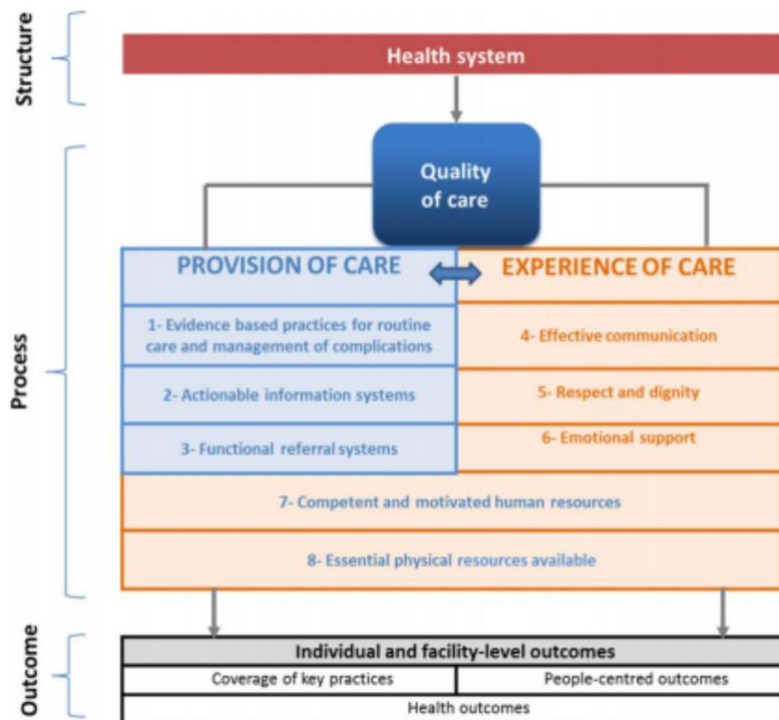 Structure
Health system
Process
Quality
of care
PROVISION OF CARE
EXPERIENCE OF CARE
1- Evidence based practices for routine
care and management of complications
4- Effective communication
2- Actionable information systems
5- Respect and dignity
3- Functional referral systems
6- Emotional support
7- Competent and motivated human resources
8- Essential physical resources available
Outcome
Individual and facility-level outcomes
Coverage of key practices
People-centred outcomes
Health outcomes